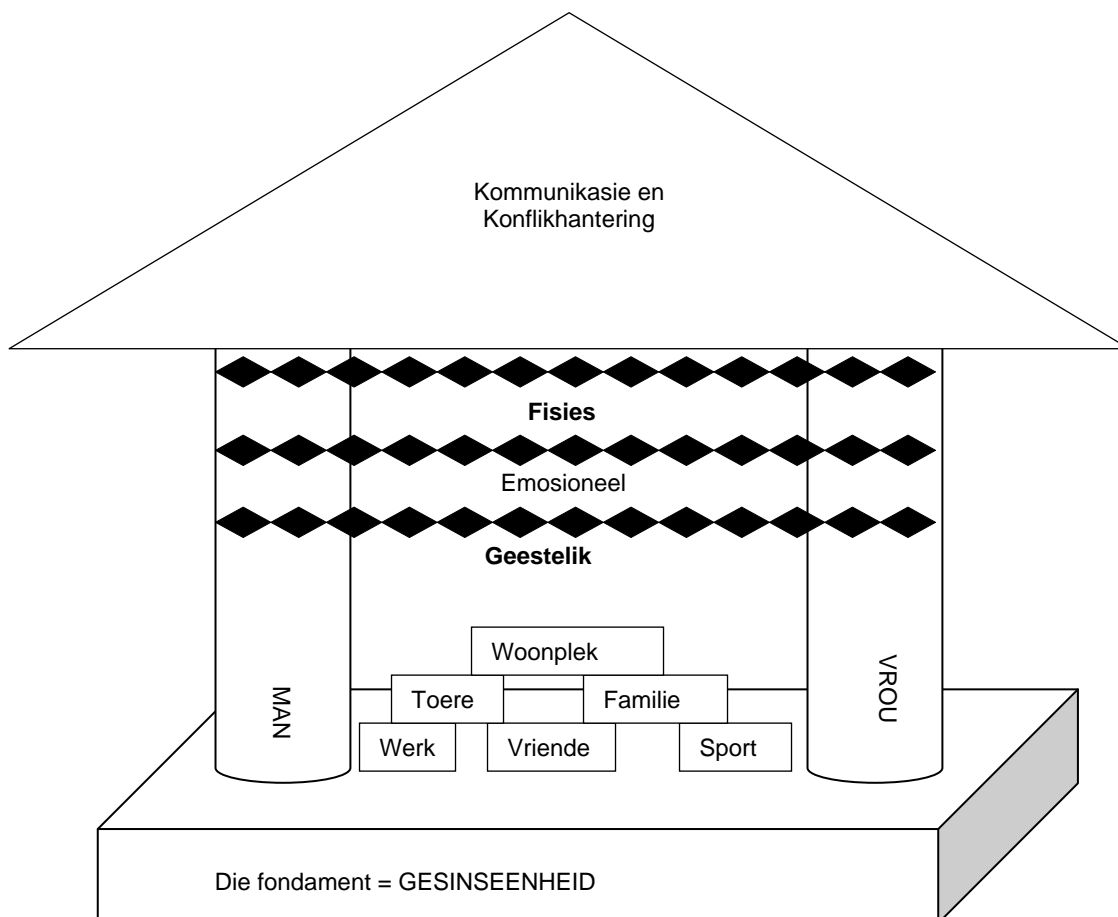 Kommunikasie en
Konflikhantering
Fisies
Emosioneel
Geestelik
Woonplek
Toere
Familie
Werk
Vriende
Sport
MAN
VROU
Die fondament = GESINSEENHEID